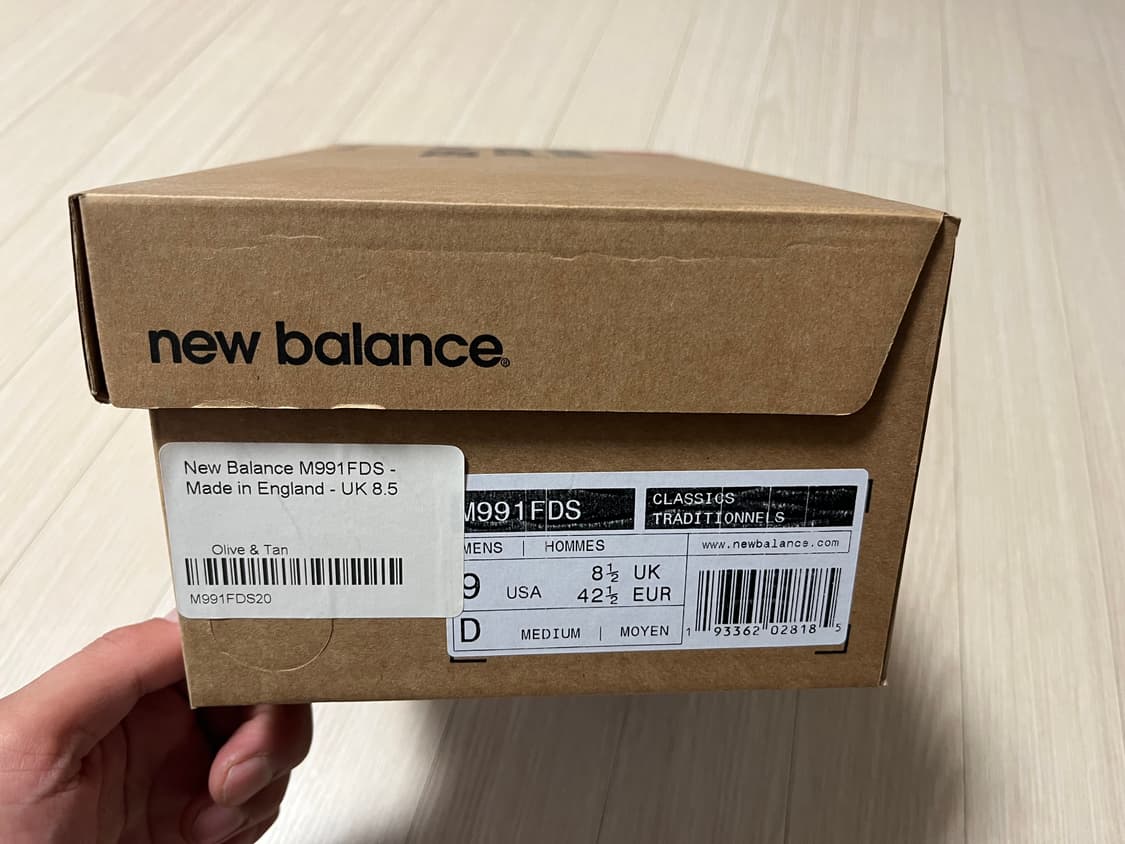 new balance®
New Balance M991FDS -
Made in England - UK 8.5
Olive & Tan
M991FDS20
M991FDS
CLASSICS
TRADITIONNELS
MENS | HOMMES
www.newbalance.com
9 USA
8½ UK
42½ EUR
D MEDIUM | MOYEN
1 93362 02818 5